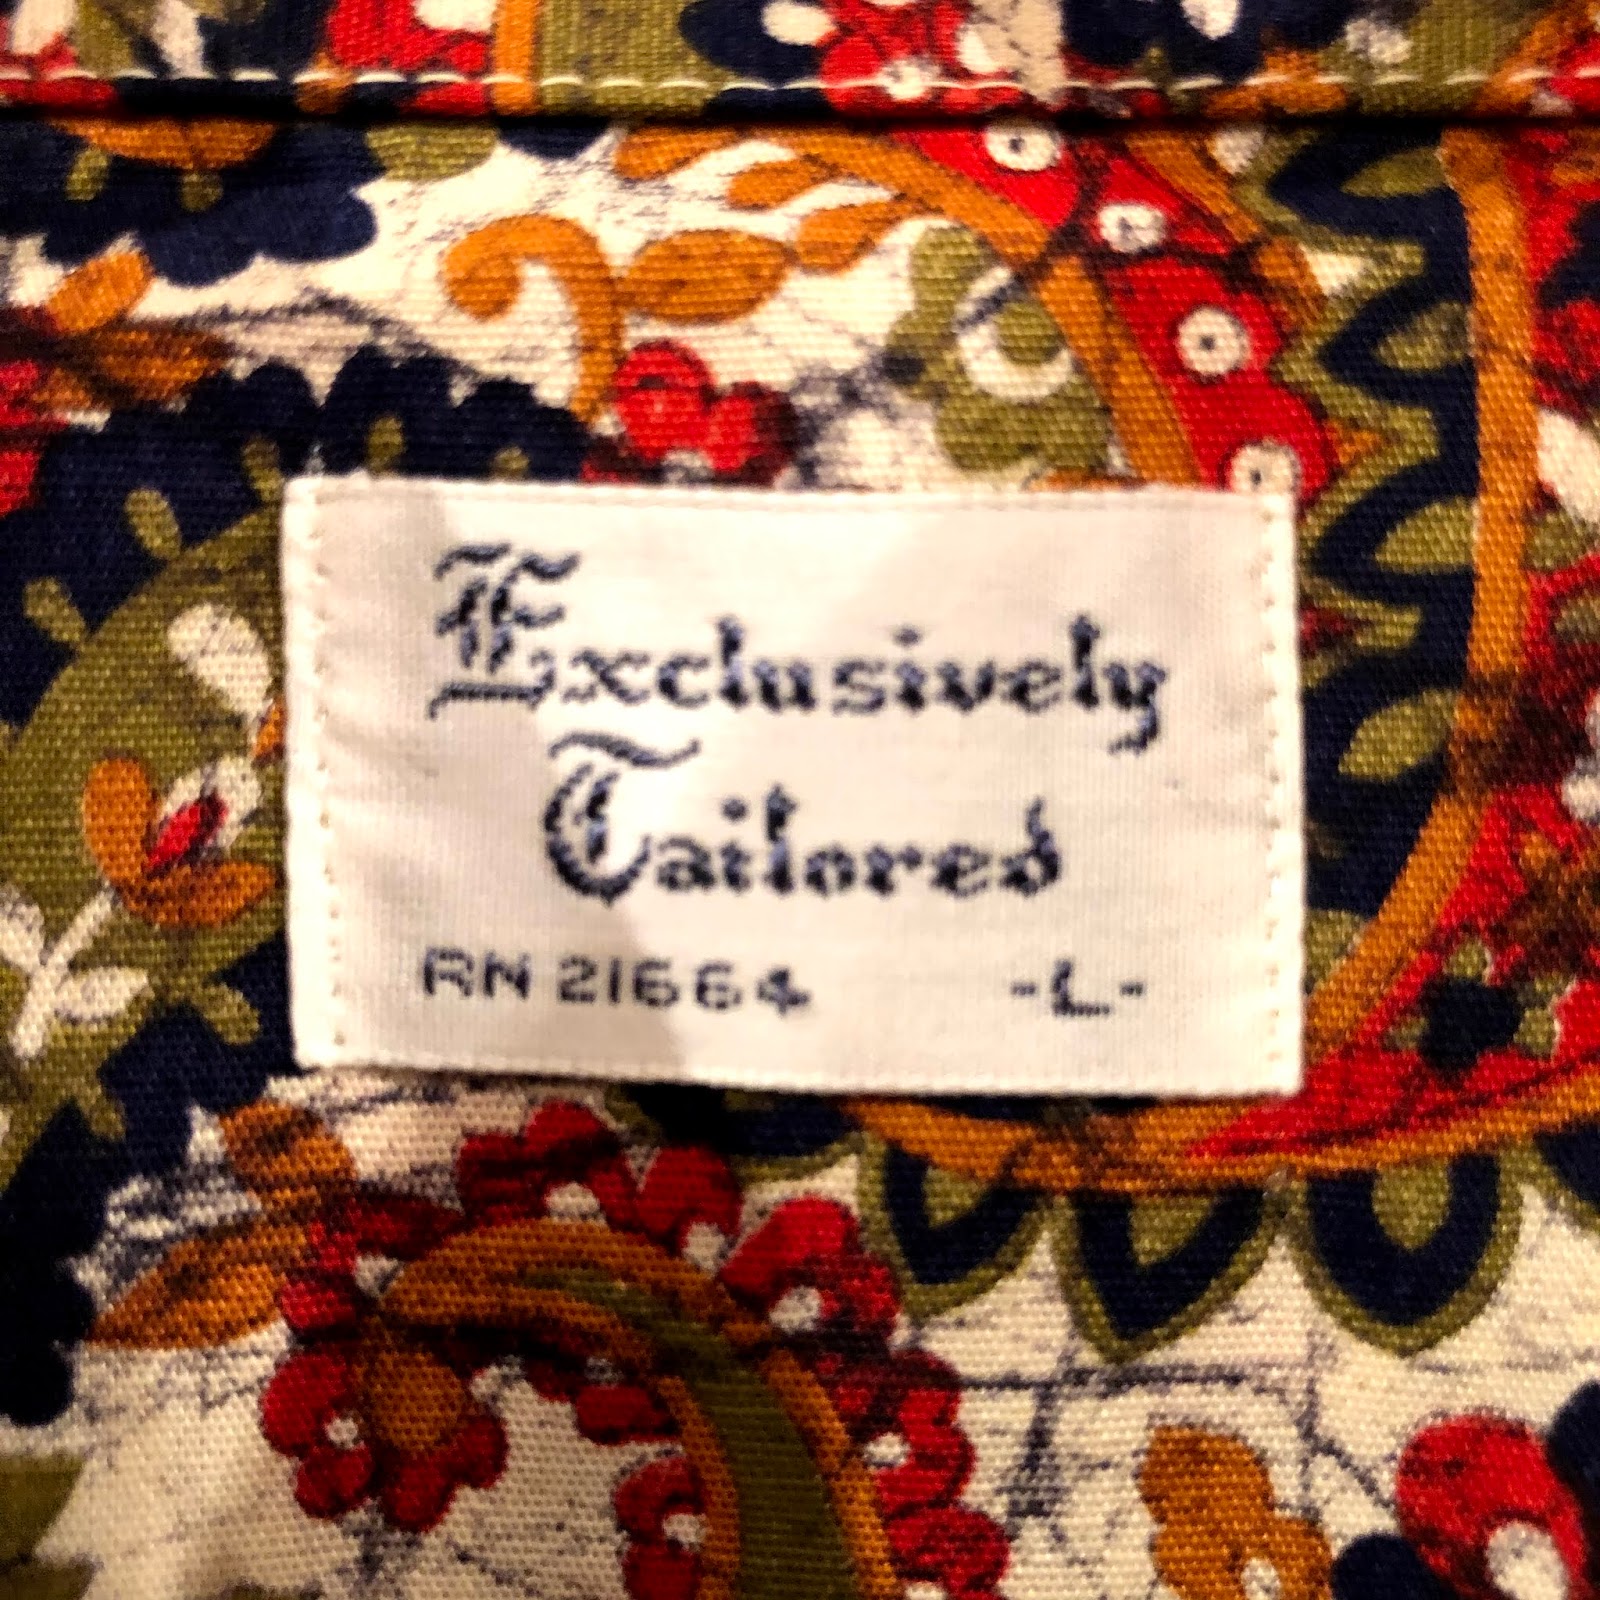 Exclusively
Tailored
RN 21664 -L-